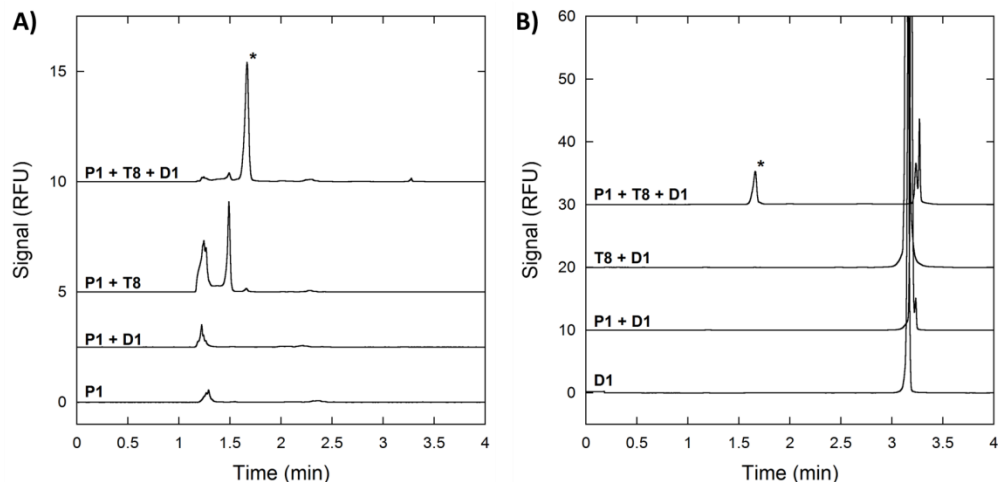 A)
Signal (RFU)
15
10
5
0
*
P1 + T8 + D1
P1 + T8
P1 + D1
P1
0 0.5 1 1.5 2 2.5 3 3.5 4
Time (min)
B)
Signal (RFU)
60
50
40
30
20
10
0
*
P1 + T8 + D1
T8 + D1
P1 + D1
D1
0 0.5 1 1.5 2 2.5 3 3.5 4
Time (min)